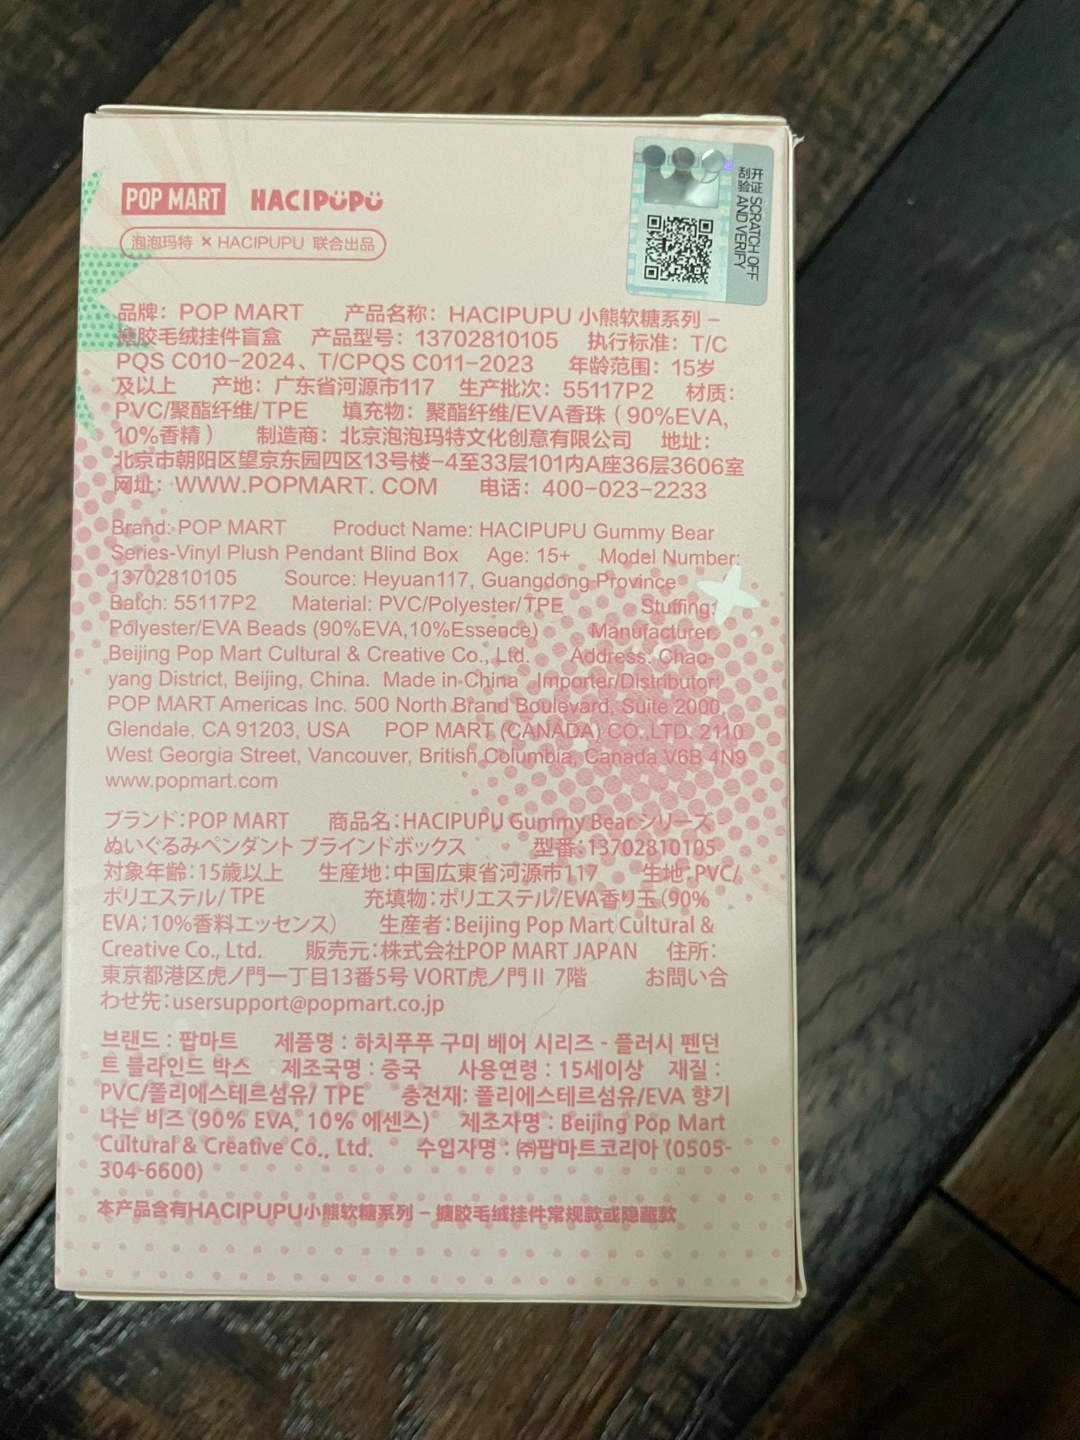 POP MART HACIPUPU
泡泡玛特 × HACIPUPU 联合出品
刮开验证 SCRATCH OFF AND VERIFY
品牌：POP MART 产品名称：HACIPUPU 小熊软糖系列 –
搪胶毛绒挂件盲盒 产品型号：13702810105 执行标准：T/C
PQS C010–2024、T/CPQS C011–2023 年龄范围：15岁
及以上 产地：广东省河源市117 生产批次：55117P2 材质：
PVC/聚酯纤维/TPE 填充物：聚酯纤维/EVA香珠（90%EVA,
10%香精） 制造商：北京泡泡玛特文化创意有限公司 地址：
北京市朝阳区望京东园四区13号楼–4至33层101内A座36层3606室
网址：WWW.POPMART. COM 电话：400–023–2233
Brand: POP MART Product Name: HACIPUPU Gummy Bear
Series-Vinyl Plush Pendant Blind Box Age: 15+ Model Number:
13702810105 Source: Heyuan117, Guangdong Province
Batch: 55117P2 Material: PVC/Polyester/TPE Stuffing:
Polyester/EVA Beads (90%EVA,10%Essence) Manufacturer:
Beijing Pop Mart Cultural & Creative Co., Ltd. Address: Chao-
yang District, Beijing, China. Made in China Importer/Distributor:
POP MART Americas Inc. 500 North Brand Boulevard, Suite 2000,
Glendale, CA 91203, USA POP MART (CANADA) CO.,LTD. 2110
West Georgia Street, Vancouver, British Columbia, Canada V6B 4N9
www.popmart.com
ブランド：POP MART 商品名：HACIPUPU Gummy Bear シリーズ -
ぬいぐるみペンダント ブラインドボックス 型番：13702810105
対象年齢：15歳以上 生産地：中国広東省河源市117 生地：PVC/
ポリエステル/ TPE 充填物：ポリエステル/EVA香り玉（90%
EVA；10%香料エッセンス） 生産者：Beijing Pop Mart Cultural &
Creative Co., Ltd. 販売元：株式会社POP MART JAPAN 住所：
東京都港区虎ノ門一丁目13番5号 VORT虎ノ門Ⅱ 7階 お問い合
わせ先：usersupport@popmart.co.jp
브랜드 : 팝마트 제품명 : 하치푸푸 구미 베어 시리즈 - 플러시 펜던
트 블라인드 박스 제조국명 : 중국 사용연령 : 15세이상 재질 :
PVC/폴리에스테르섬유/ TPE 충전재: 폴리에스테르섬유/EVA 향기
나는 비즈 (90% EVA, 10% 에센스) 제조자명 : Beijing Pop Mart
Cultural & Creative Co., Ltd. 수입자명 : ㈜팝마트코리아 (0505-
304-6600)
本产品含有HACIPUPU小熊软糖系列 – 搪胶毛绒挂件常规款或隐藏款